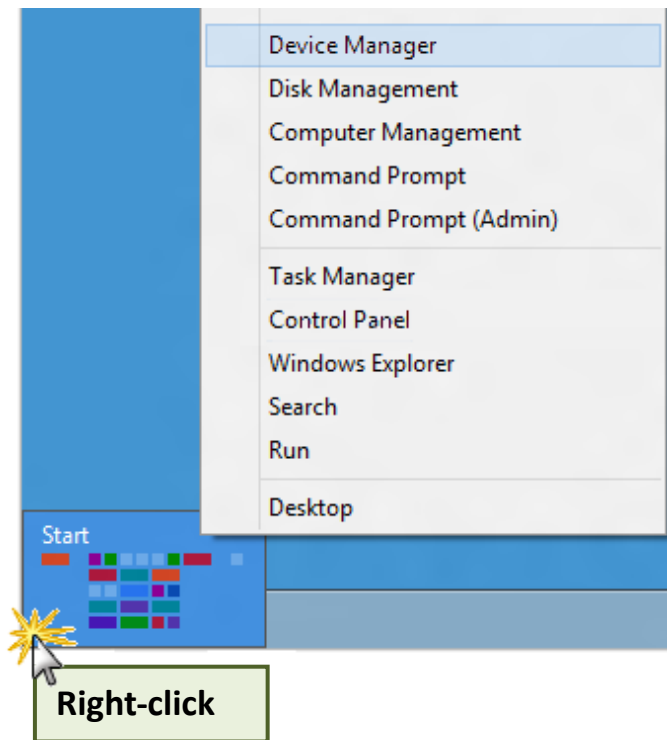 Device Manager
Disk Management
Computer Management
Command Prompt
Command Prompt (Admin)
Task Manager
Control Panel
Windows Explorer
Search
Run
Desktop
Start
Right-click